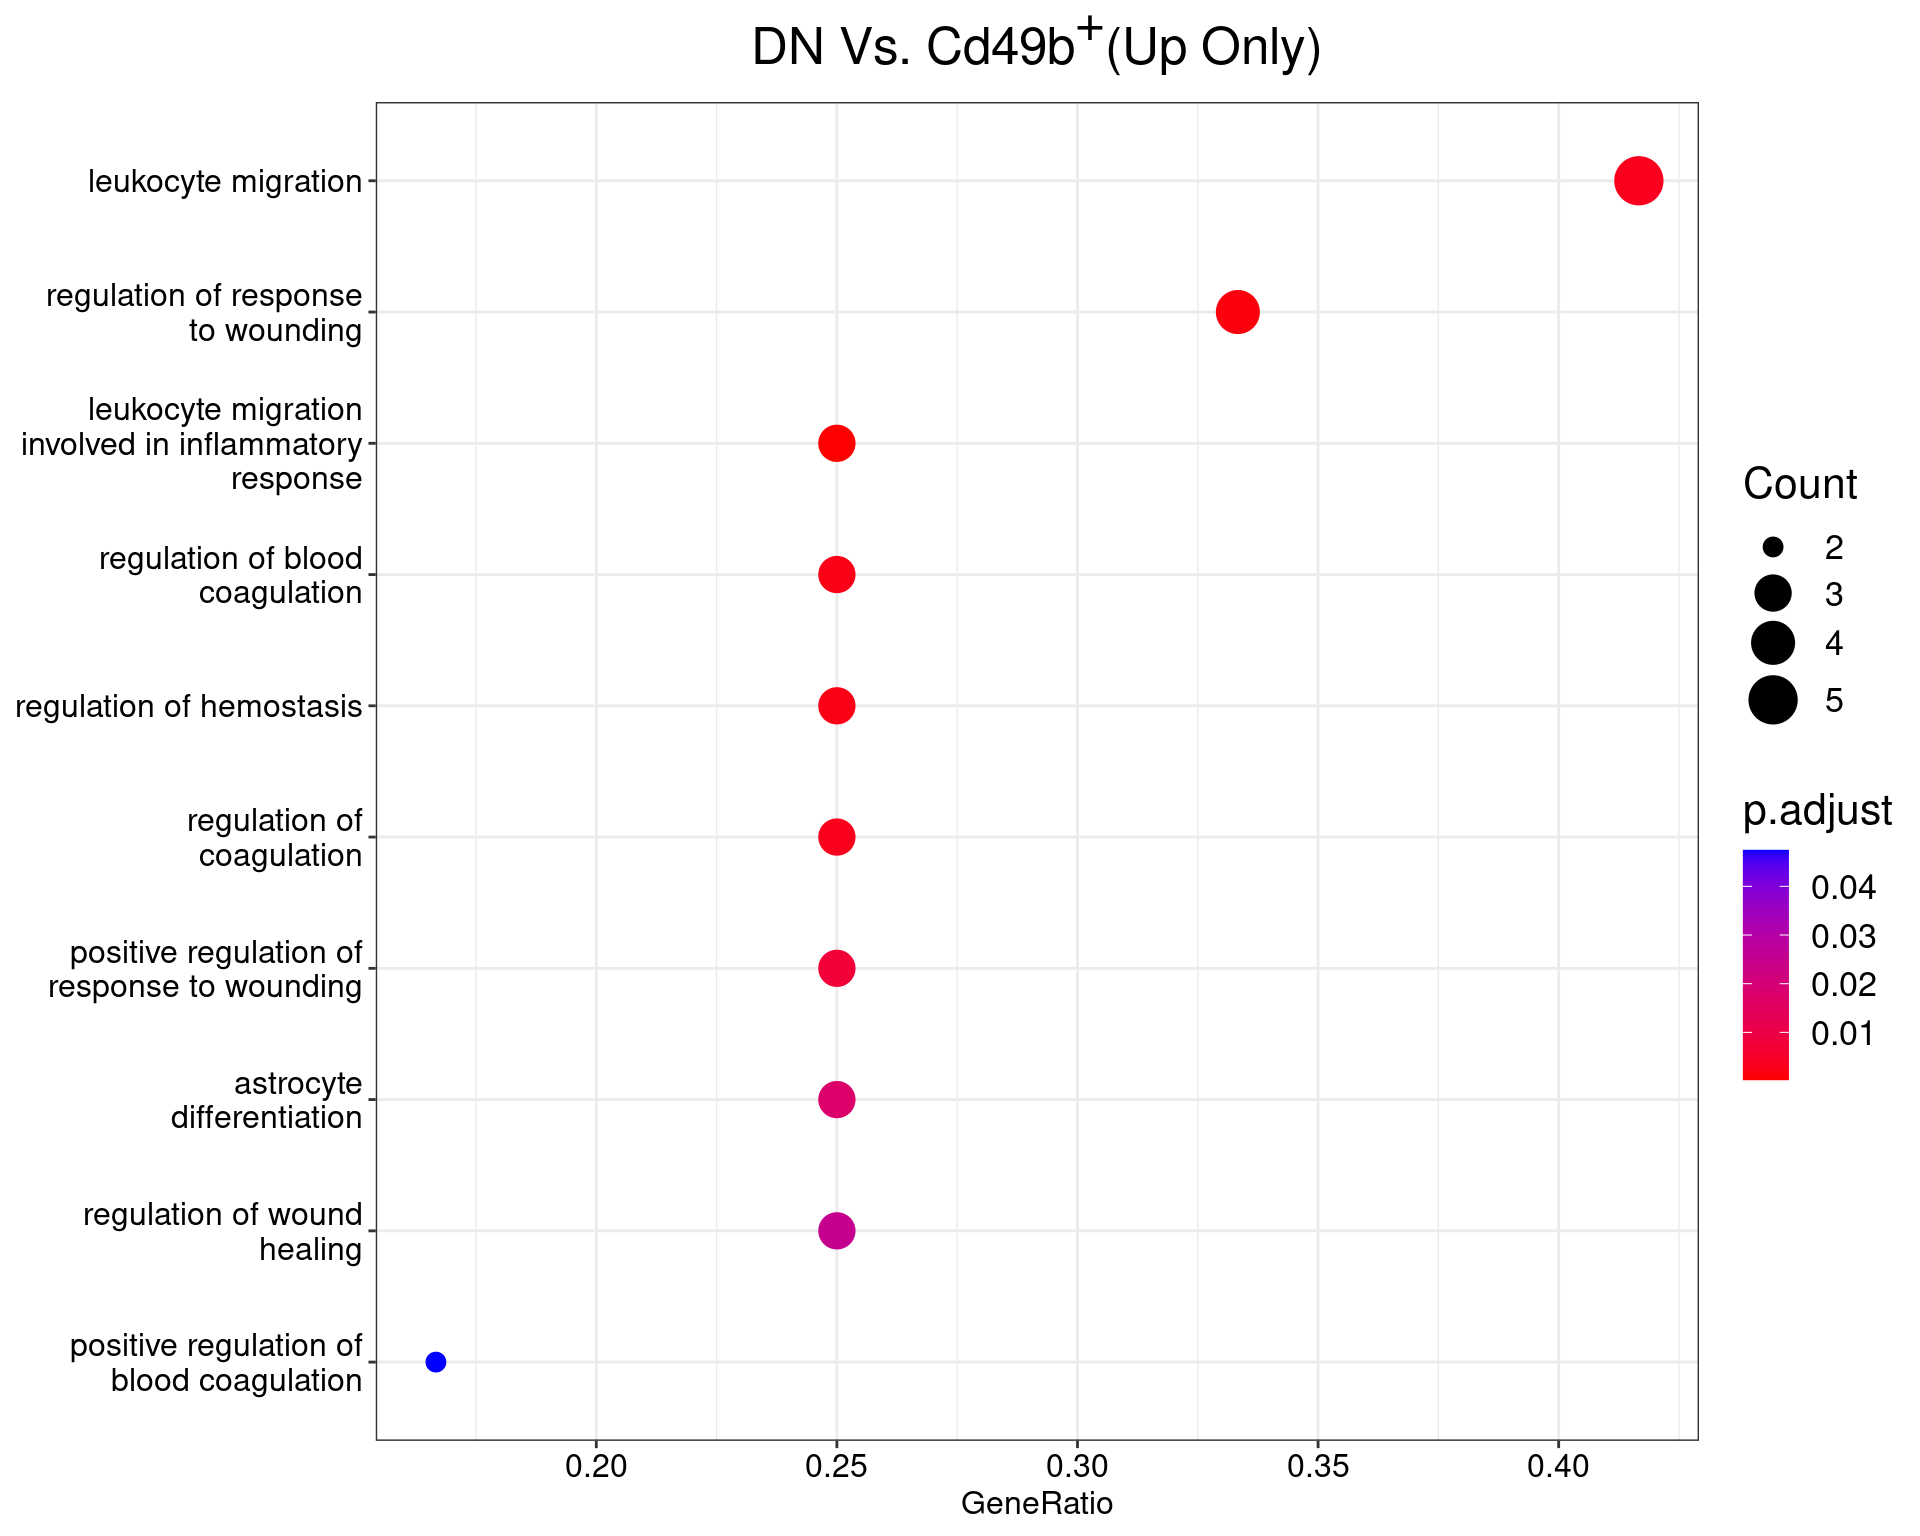 DN Vs. Cd49b+(Up Only)
leukocyte migration
regulation of response
to wounding
leukocyte migration
involved in inflammatory
response
regulation of blood
coagulation
regulation of hemostasis
regulation of
coagulation
positive regulation of
response to wounding
astrocyte
differentiation
regulation of wound
healing
positive regulation of
blood coagulation
0.20 0.25 0.30 0.35 0.40
GeneRatio
Count
2
3
4
5
p.adjust
0.04
0.03
0.02
0.01